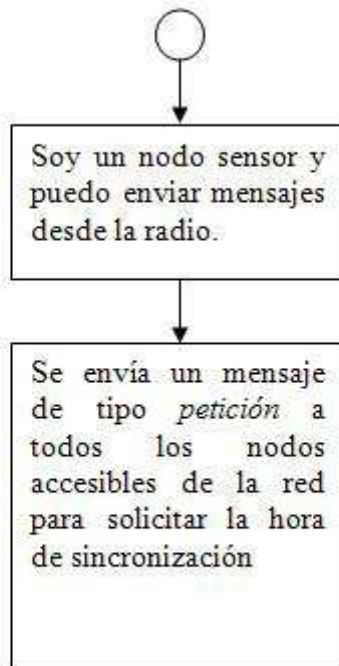 Soy un nodo sensor y
puedo enviar mensajes
desde la radio.
Se envía un mensaje
de tipo petición a
todos los nodos
accesibles de la red
para solicitar la hora
de sincronización